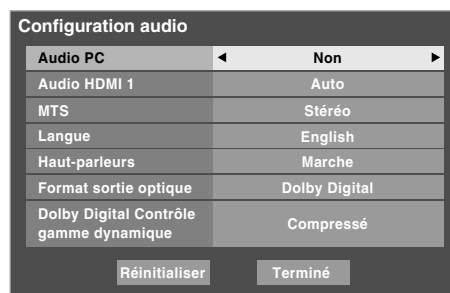 Configuration audio
Audio PC ◀ Non ▶
Audio HDMI 1 Auto
MTS Stéréo
Langue English
Haut-parleurs Marche
Format sortie optique Dolby Digital
Dolby Digital Contrôle
gamme dynamique Compressé
Réinitialiser Terminé